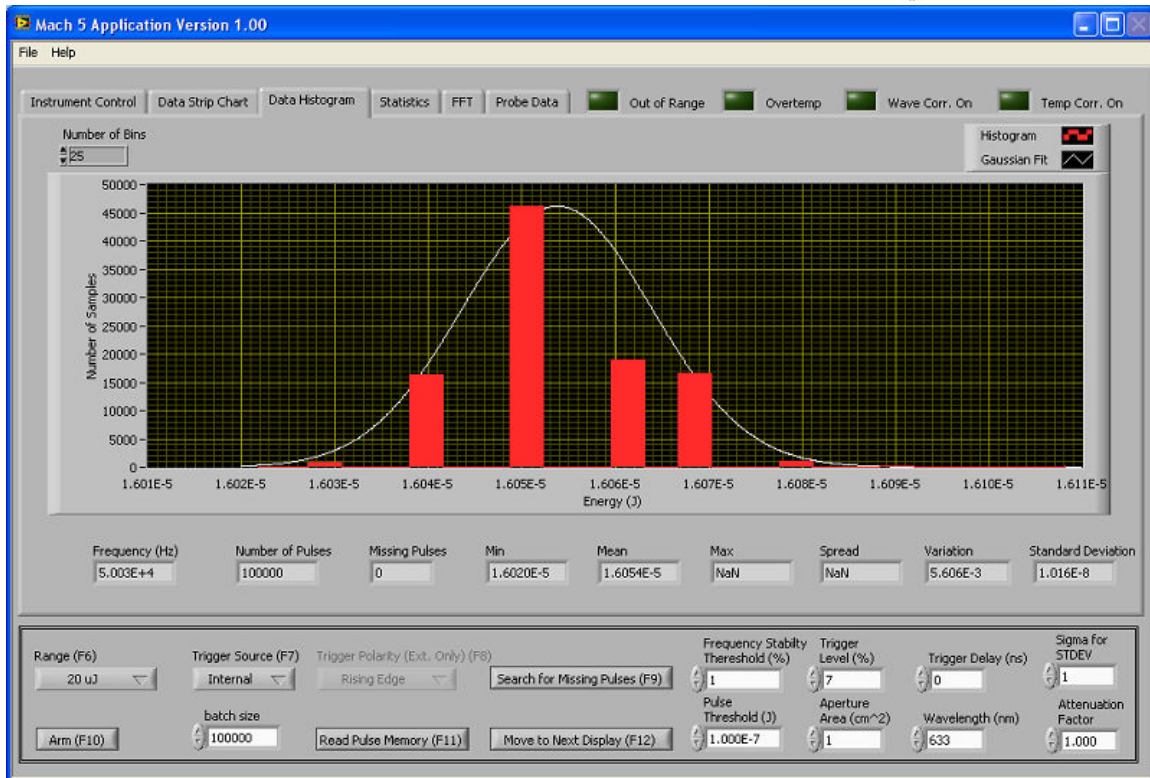 Mach 5 Application Version 1.00
File Help
Instrument Control Data Strip Chart Data Histogram Statistics FFT Probe Data Out of Range Overtemp Wave Corr. On Temp Corr. On
Number of Bins
25
Histogram
Gaussian Fit
50000
45000
40000
35000
30000
25000
20000
15000
10000
5000
0
Number of Samples
1.601E-5 1.602E-5 1.603E-5 1.604E-5 1.605E-5 1.606E-5 1.607E-5 1.608E-5 1.609E-5 1.610E-5 1.611E-5
Energy (J)
Frequency (Hz) Number of Pulses Missing Pulses Min Mean Max Spread Variation Standard Deviation
5.003E+4 100000 0 1.6020E-5 1.6054E-5 NaN NaN 5.606E-3 1.016E-8
Range (F6) Trigger Source (F7) Trigger Polarity (Ext. Only) (F8)
20 uJ Internal Rising Edge Search for Missing Pulses (F9)
Frequency Stabilty Thereshold (%)
1
Trigger Level (%)
7
Trigger Delay (ns)
0
Sigma for STDEV
1
batch size
Arm (F10) 100000 Read Pulse Memory (F11) Move to Next Display (F12)
Pulse Threshold (J)
1.000E-7
Aperture Area (cm^2)
1
Wavelength (nm)
633
Attenuation Factor
1.000